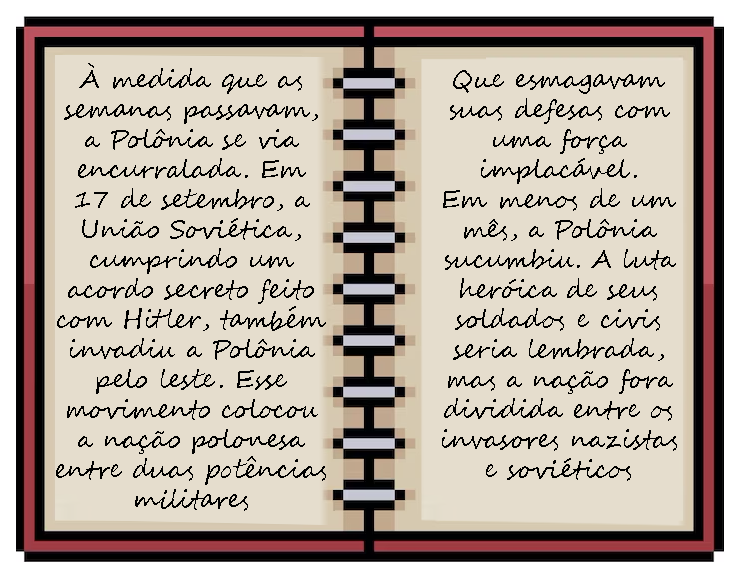 À medida que as
semanas passavam,
a Polônia se via
encurralada. Em
17 de setembro, a
União Soviética,
cumprindo um
acordo secreto feito
com Hitler, também
invadiu a Polônia
pelo leste. Esse
movimento colocou
a nação polonesa
entre duas potências
militares
Que esmagavam
suas defesas com
uma força
implacável.
Em menos de um
mês, a Polônia
sucumbiu. A luta
heróica de seus
soldados e civis
seria lembrada,
mas a nação fora
dividida entre os
invasores nazistas
e soviéticos